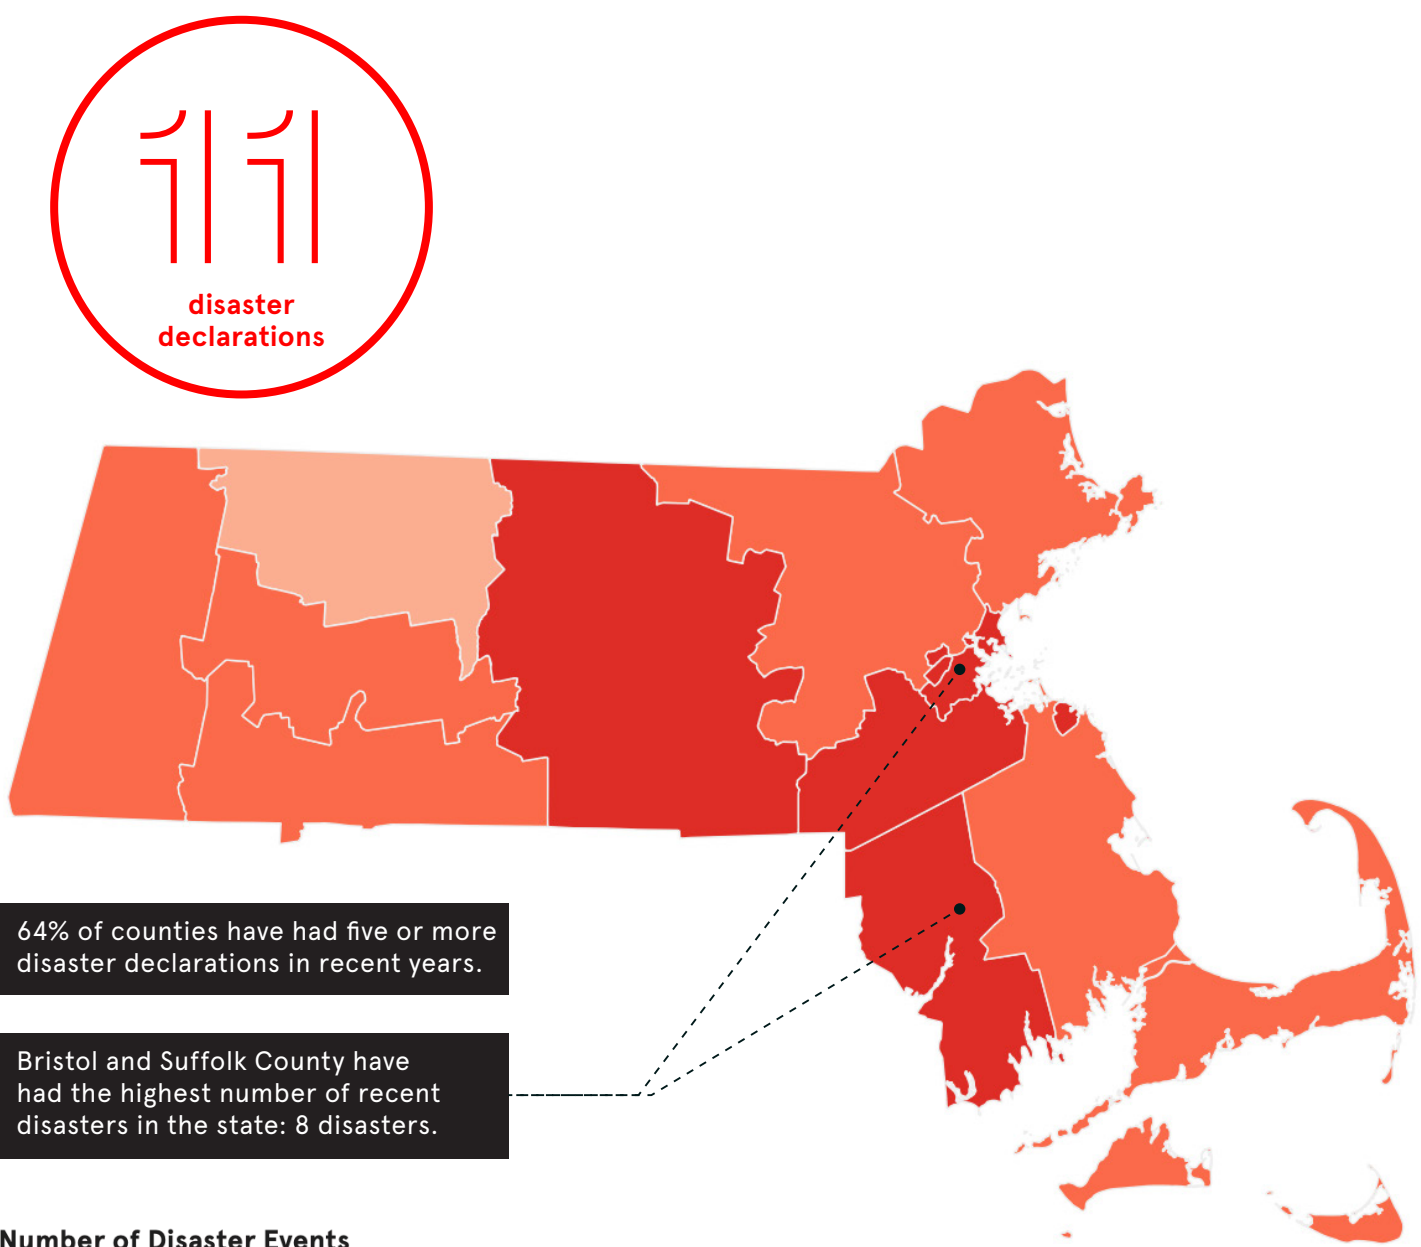 11
disaster
declarations
64% of counties have had five or more
disaster declarations in recent years.
Bristol and Suffolk County have
had the highest number of recent
disasters in the state: 8 disasters.
Number of Disaster Events